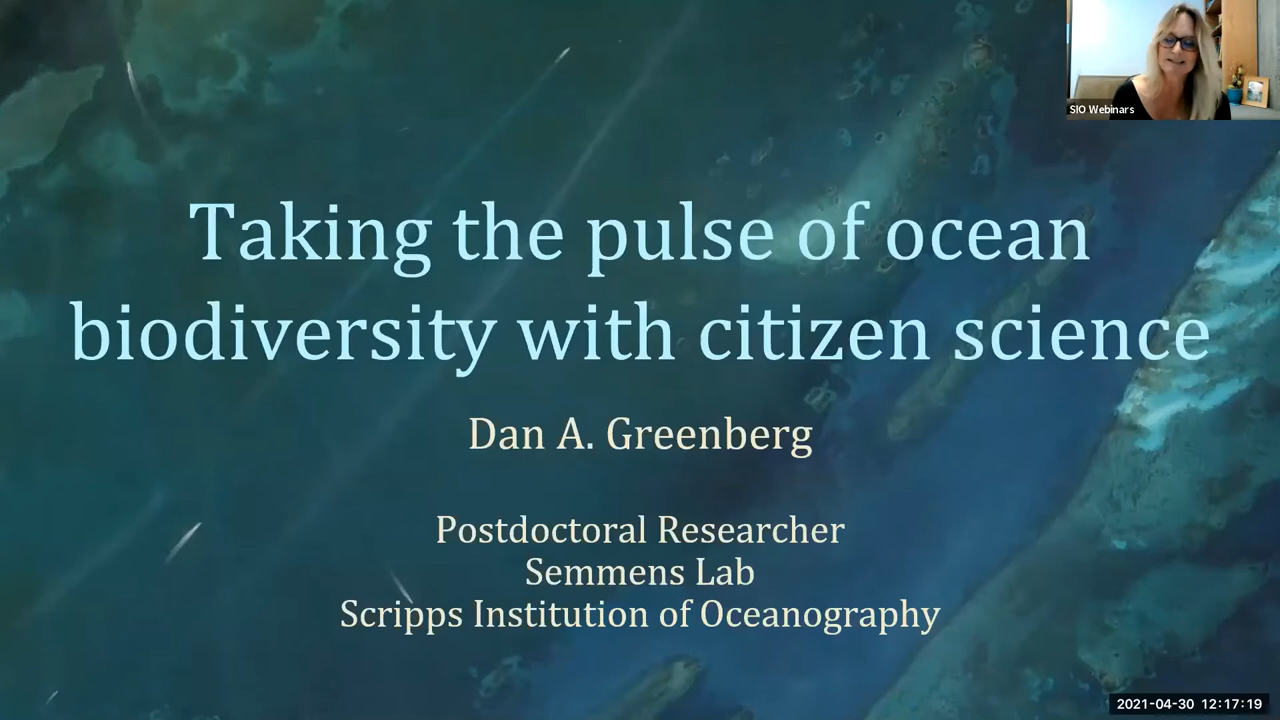 SIO Webinars
Taking the pulse of ocean
biodiversity with citizen science
Dan A. Greenberg
Postdoctoral Researcher
Semmens Lab
Scripps Institution of Oceanography
2021-04-30 12:17:19